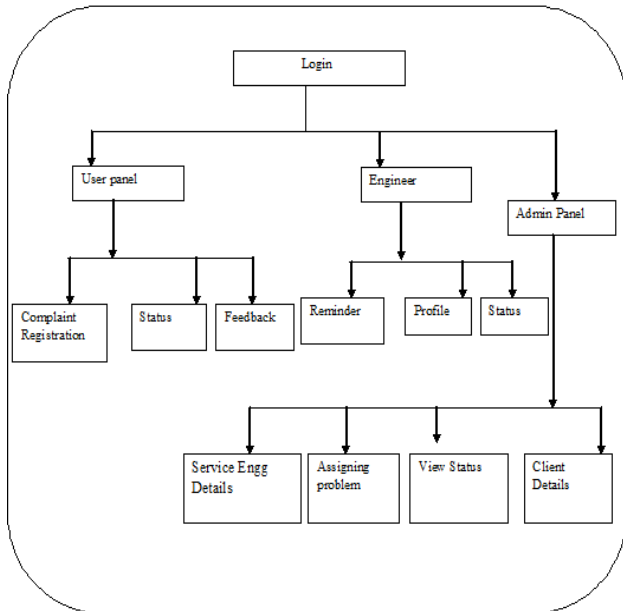 Login
User panel
Engineer
Admin Panel
Complaint
Registration
Status
Feedback
Reminder
Profile
Status
Service Engg
Details
Assigning
problem
View Status
Client
Details